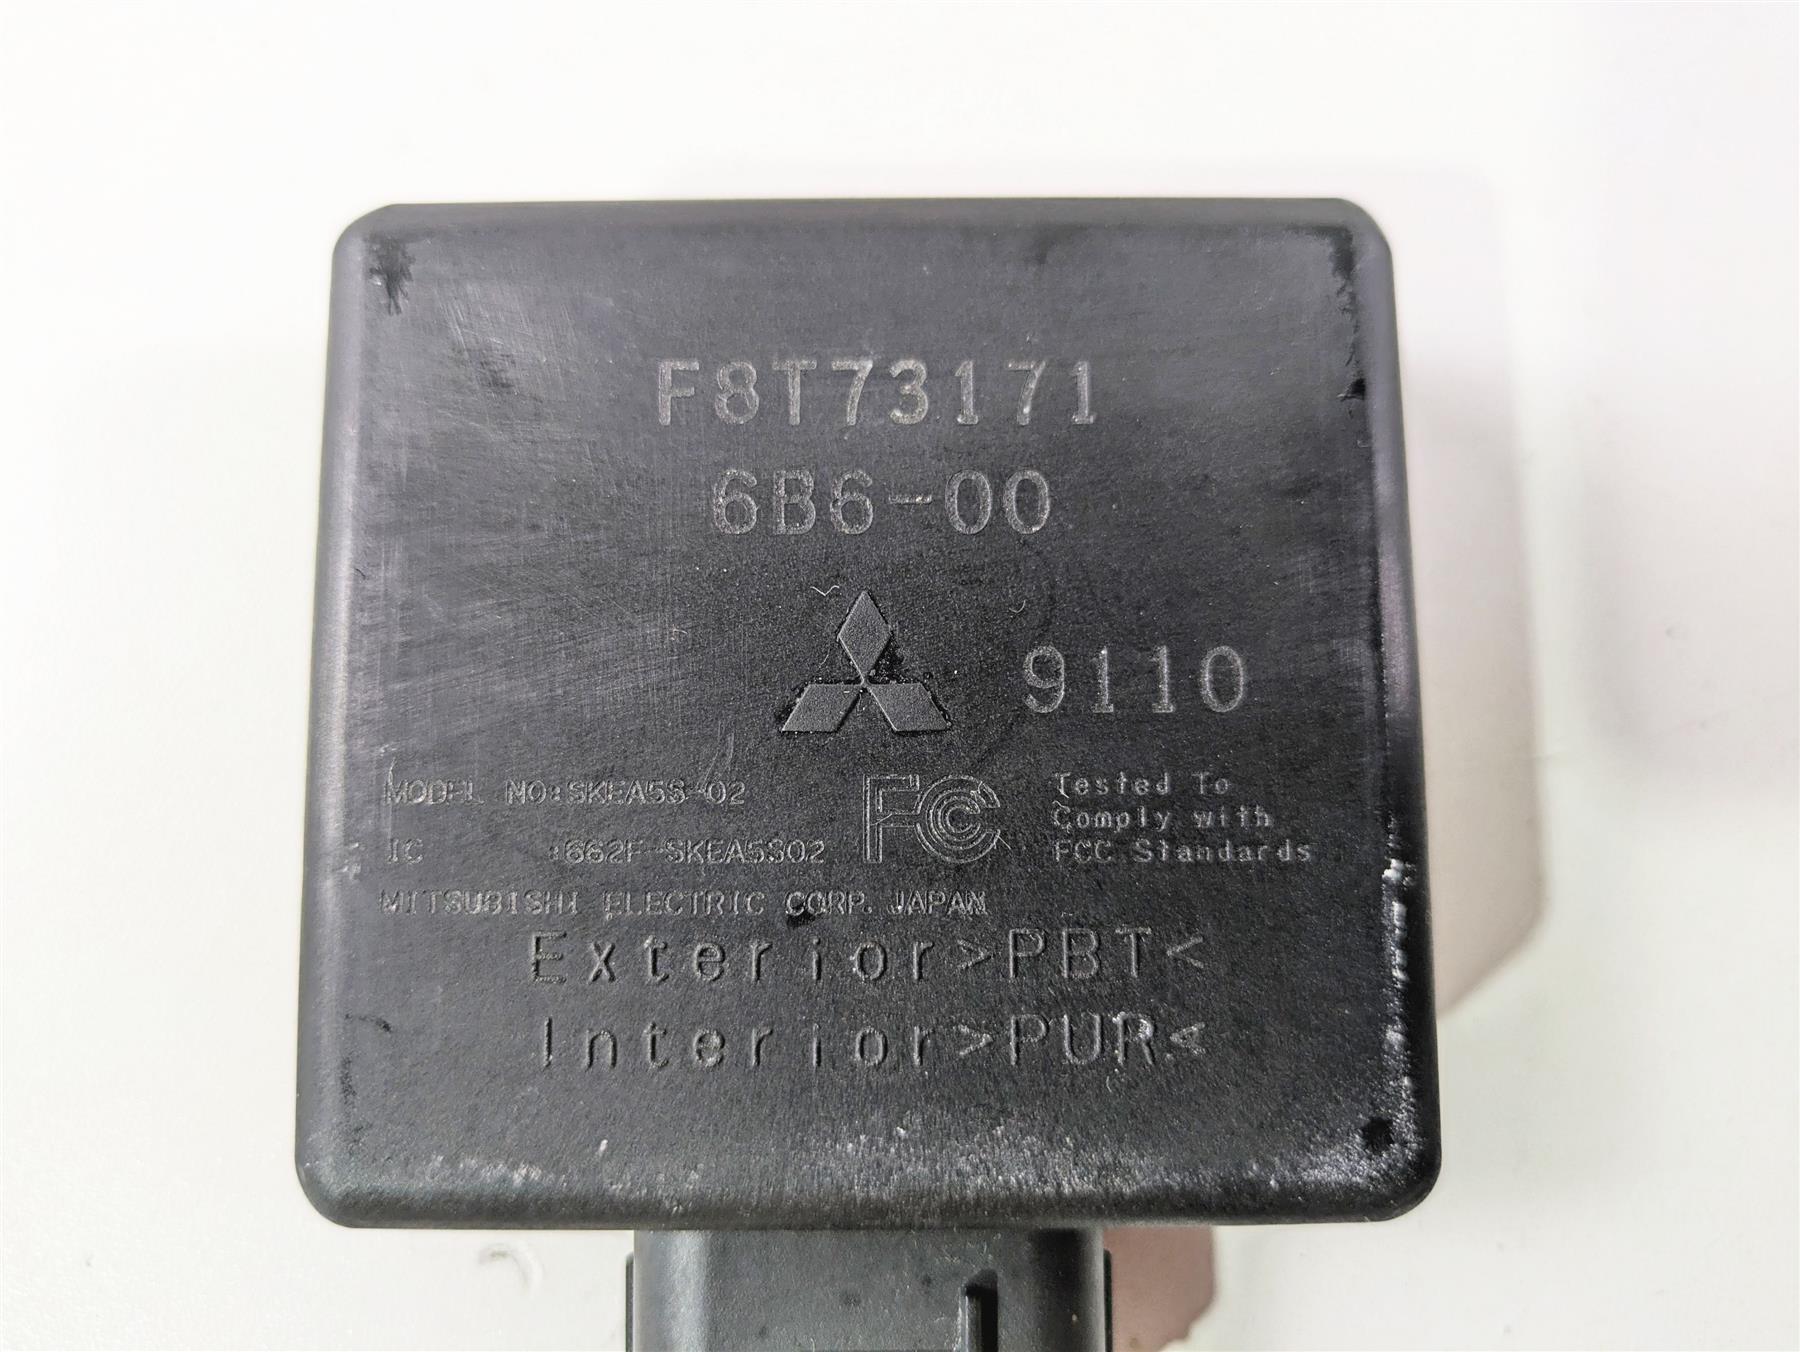 F8T73171
6B6-00
9110
MODEL NO:SKEA5S-02
IC :662F-SKEA5S02
FC
Tested To
Comply with
FCC Standards
MITSUBISHI ELECTRIC CORP. JAPAN
Exterior>PBT<
Interior>PUR<